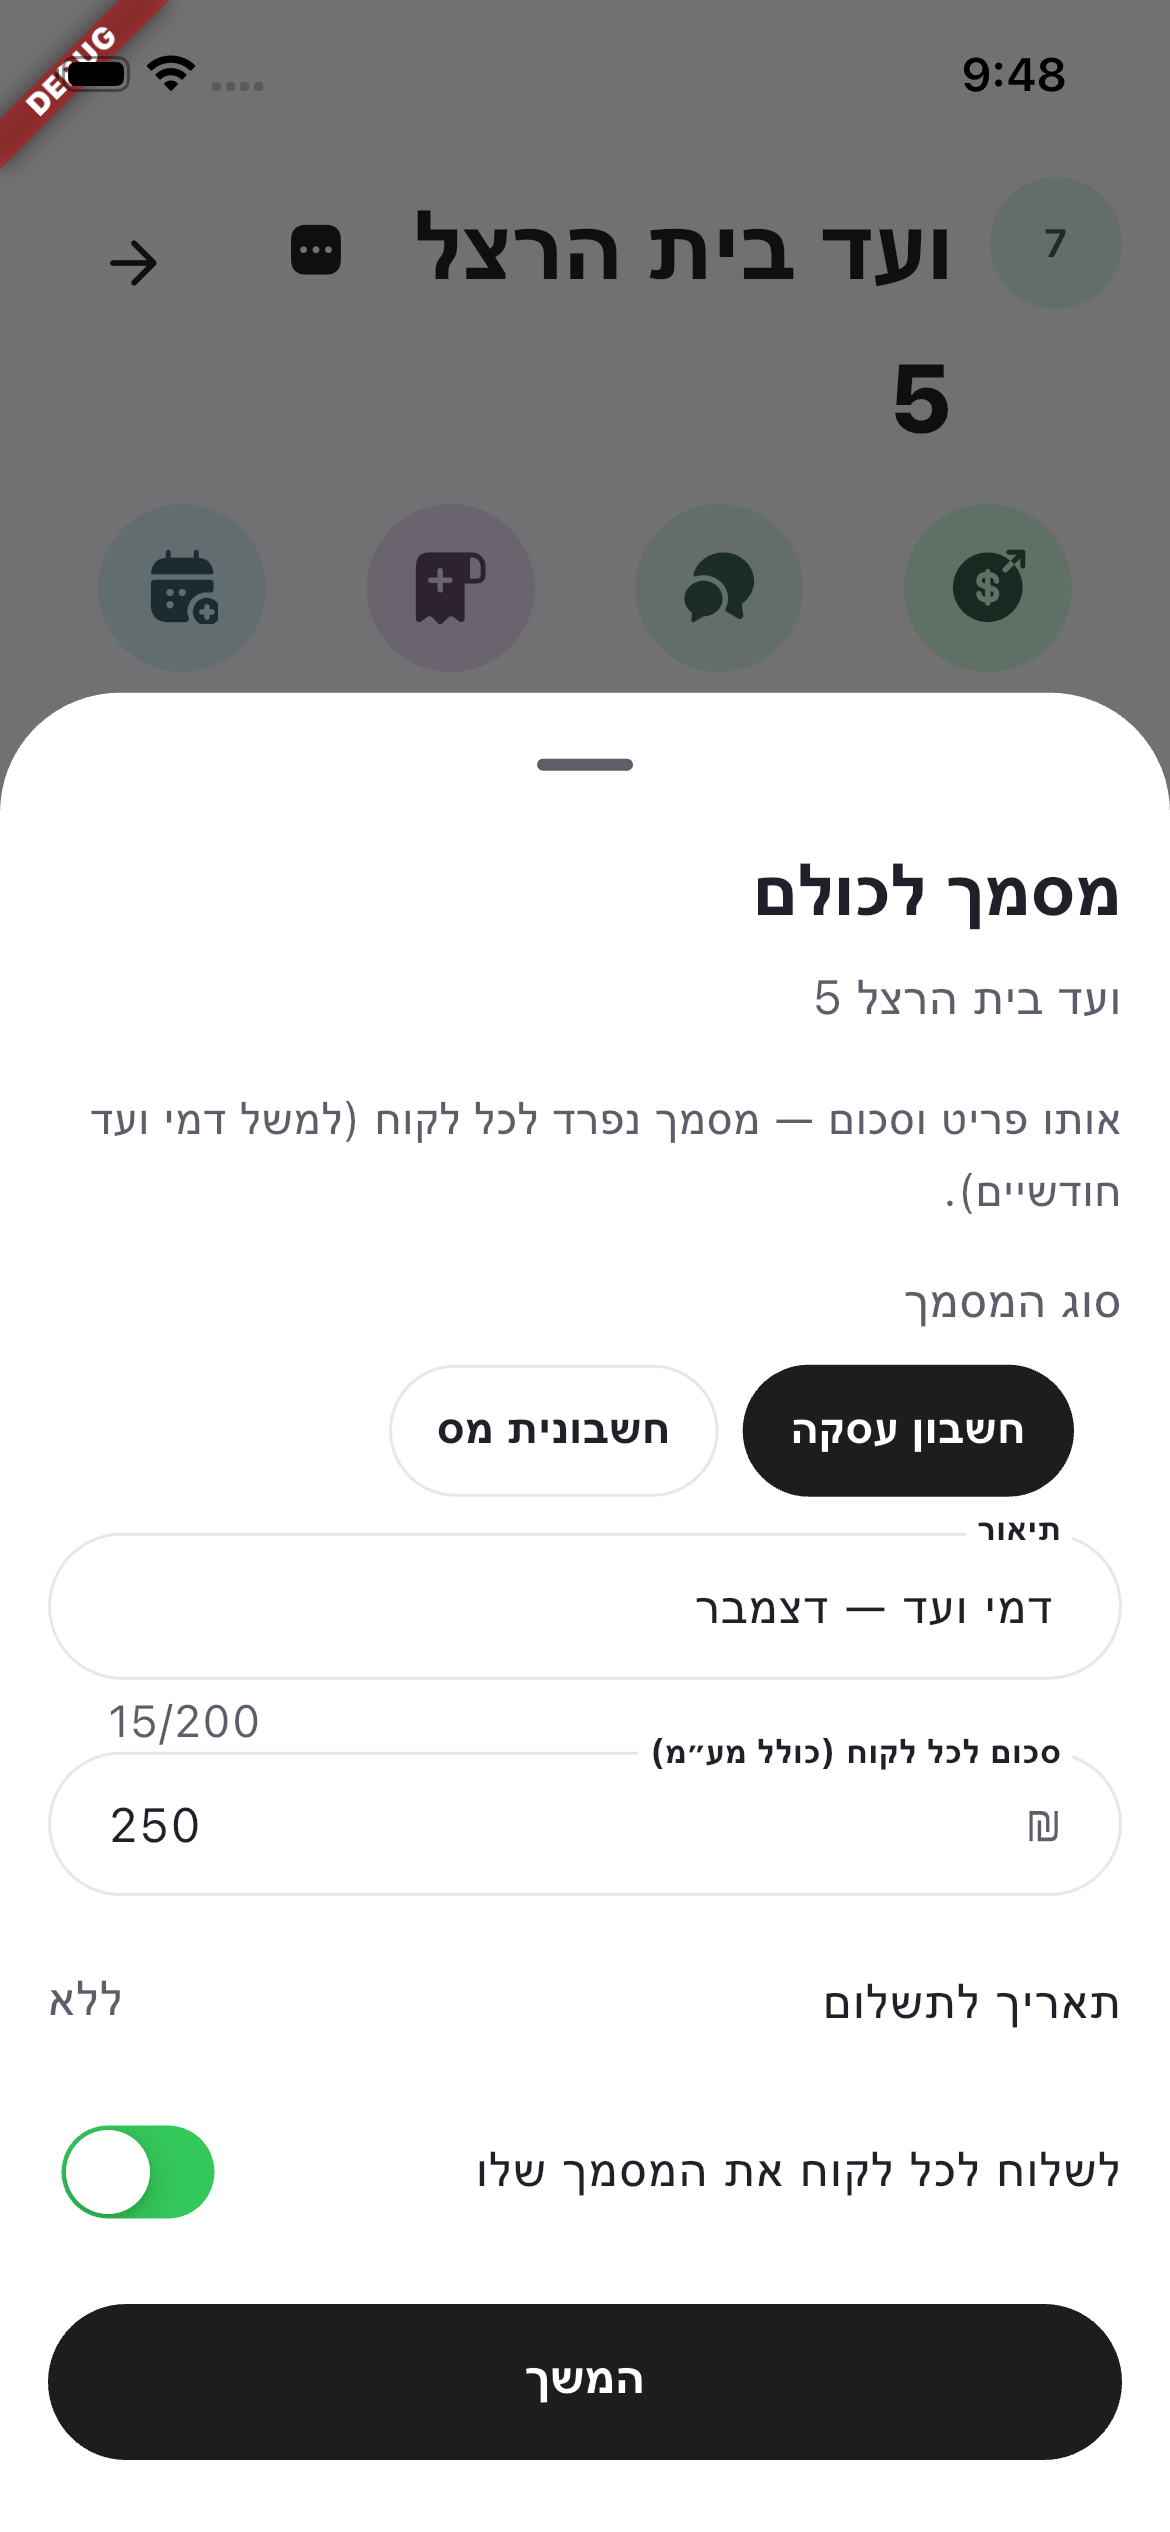 DEBUG
9:48
7
ועד בית הרצל
5
מסמך לכולם
ועד בית הרצל 5
אותו פריט וסכום — מסמך נפרד לכל לקוח (למשל דמי ועד
חודשיים).
סוג המסמך
חשבון עסקה
חשבונית מס
תיאור
דמי ועד — דצמבר
15/200
סכום לכל לקוח (כולל מע״מ)
₪
250
תאריך לתשלום
ללא
לשלוח לכל לקוח את המסמך שלו
המשך